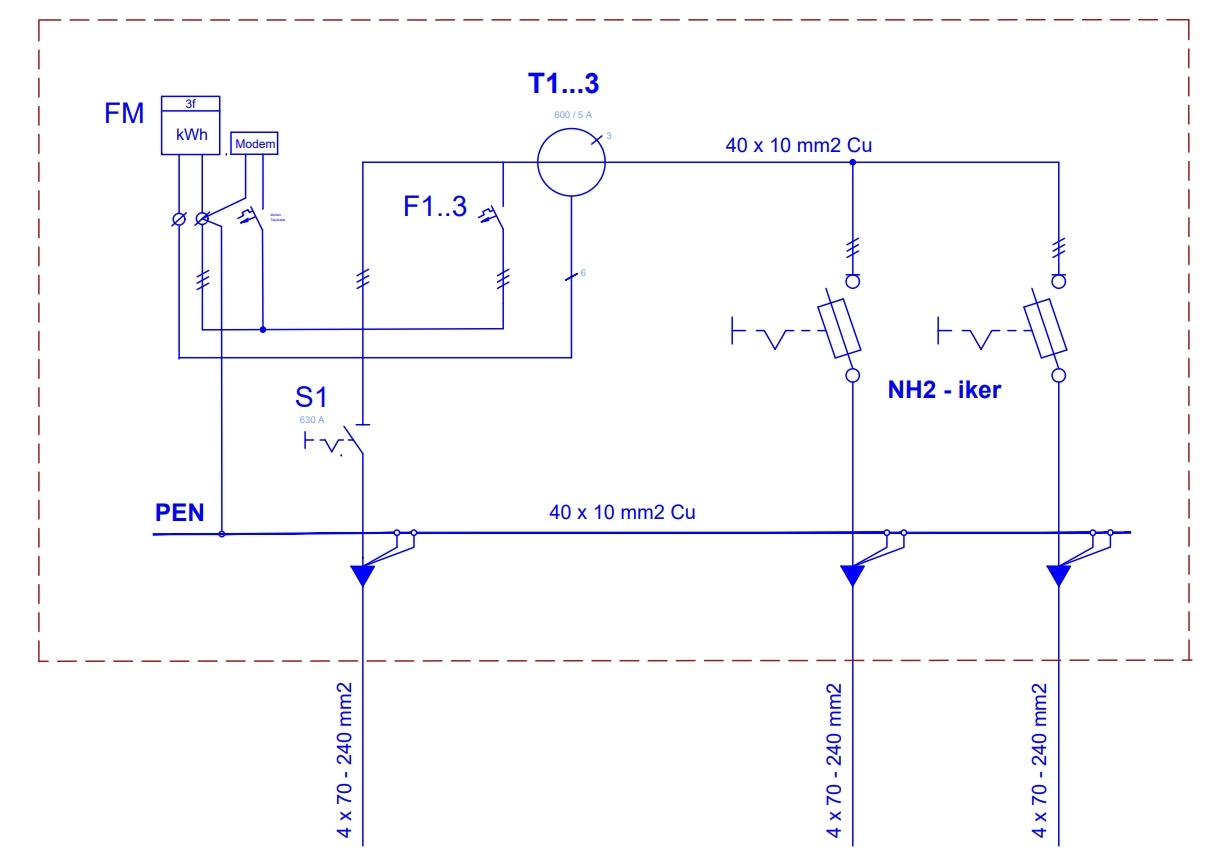 T1...3
600 / 5 A
3
FM
3f
kWh
Modem
40 x 10 mm2 Cu
F1..3
6
S1
630 A
NH2 - iker
PEN
40 x 10 mm2 Cu
4 x 70 - 240 mm2
4 x 70 - 240 mm2
4 x 70 - 240 mm2